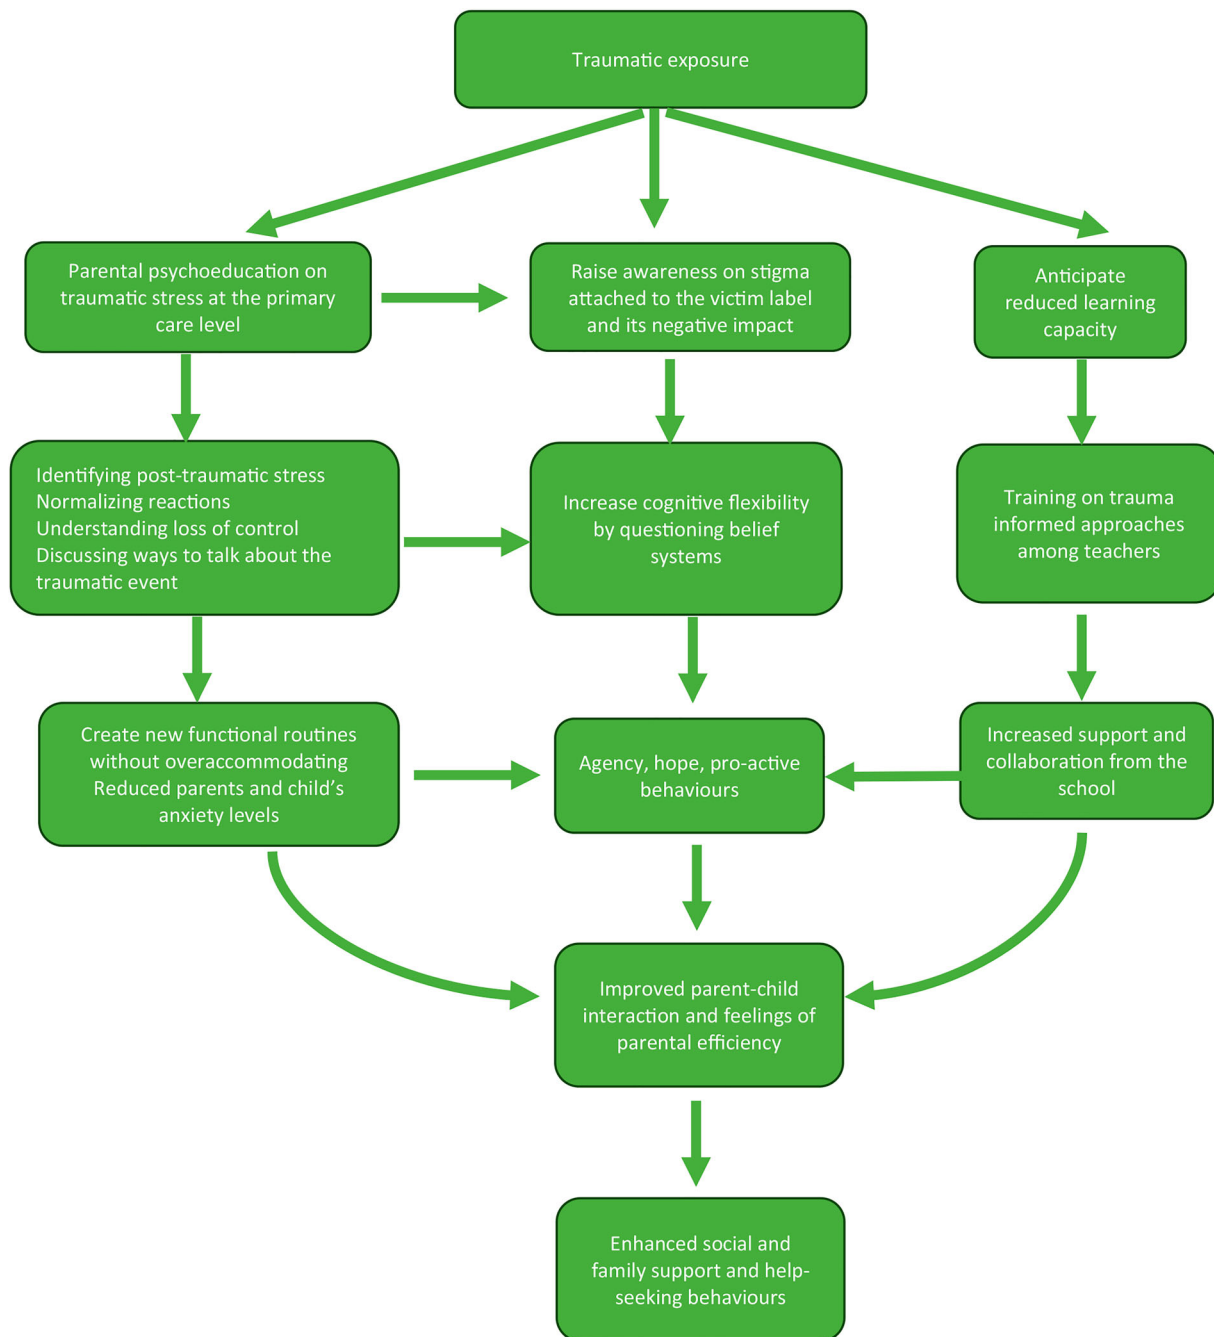 Traumatic exposure
Parental psychoeducation on
traumatic stress at the primary
care level
Raise awareness on stigma
attached to the victim label
and its negative impact
Anticipate
reduced learning
capacity
Identifying post-traumatic stress
Normalizing reactions
Understanding loss of control
Discussing ways to talk about the
traumatic event
Increase cognitive flexibility
by questioning belief
systems
Training on trauma
informed approaches
among teachers
Create new functional routines
without overaccommodating
Reduced parents and child’s
anxiety levels
Agency, hope, pro-active
behaviours
Increased support and
collaboration from the
school
Improved parent-child
interaction and feelings of
parental efficiency
Enhanced social and
family support and help-
seeking behaviours